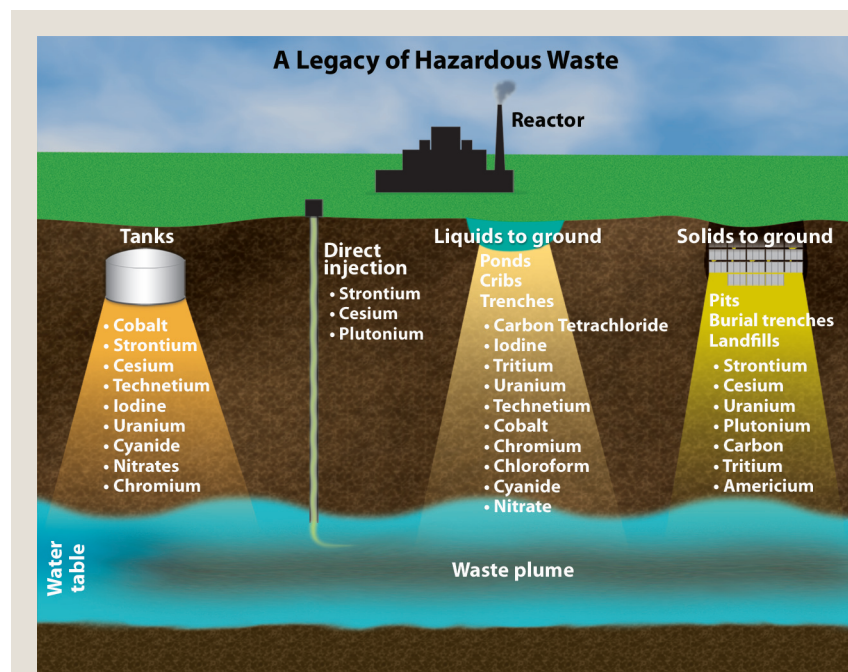 A Legacy of Hazardous Waste
Reactor
Tanks
• Cobalt
• Strontium
• Cesium
• Technetium
• Iodine
• Uranium
• Cyanide
• Nitrates
• Chromium
Direct
injection
• Strontium
• Cesium
• Plutonium
Liquids to ground
Ponds
Cribs
Trenches
• Carbon Tetrachloride
• Iodine
• Tritium
• Uranium
• Technetium
• Cobalt
• Chromium
• Chloroform
• Cyanide
• Nitrate
Solids to ground
Pits
Burial trenches
Landfills
• Strontium
• Cesium
• Uranium
• Plutonium
• Carbon
• Tritium
• Americium
Water
table
Waste plume